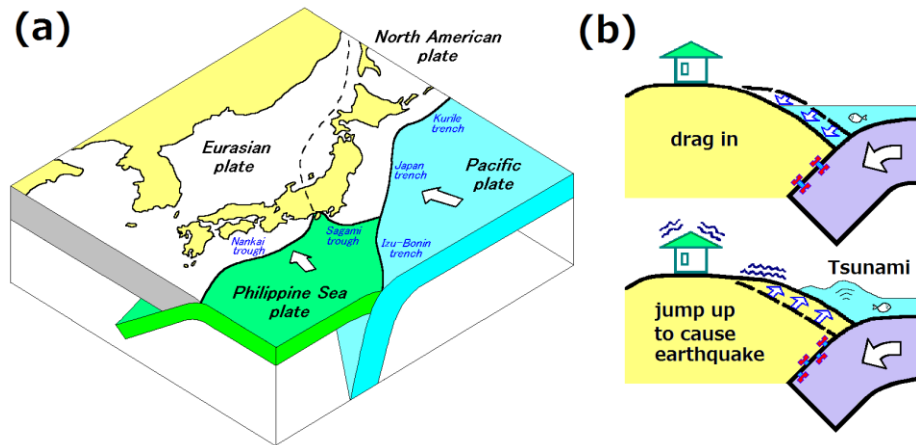 (a)
North American
plate
Kurile
trench
Eurasian
plate
Japan
trench
Pacific
plate
Nankai
trough
Sagami
trough
Izu-Bonin
trench
Philippine Sea
plate
(b)
drag in
Tsunami
jump up
to cause
earthquake